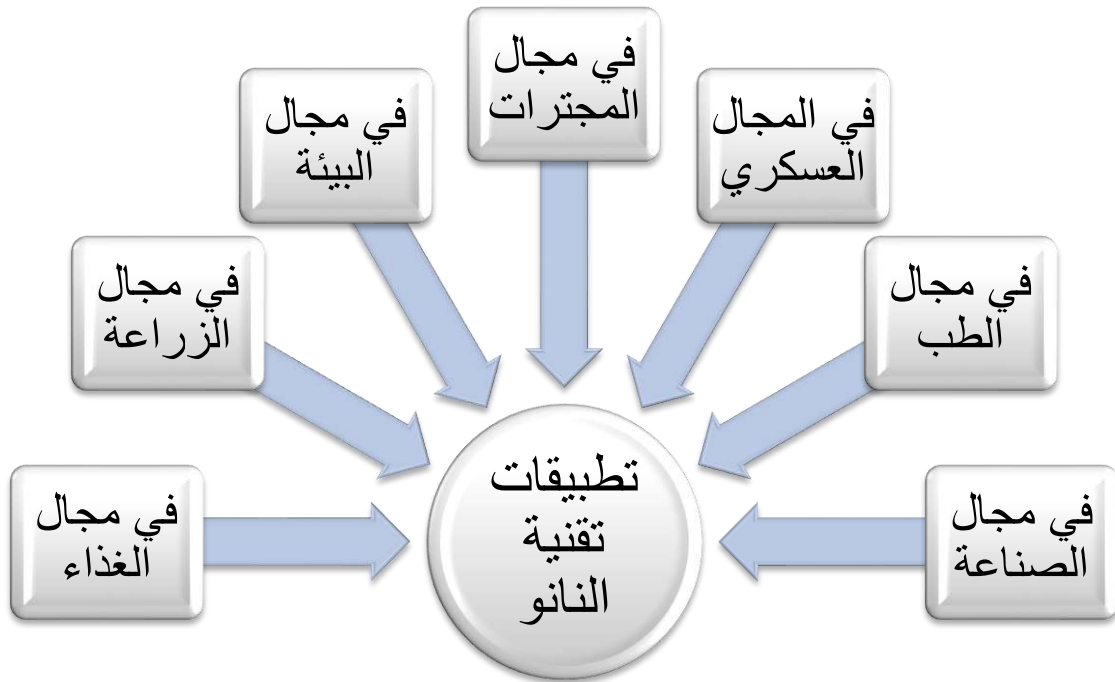 في مجال
المجترات
في المجال
العسكري
في مجال
البيئة
في مجال
الطب
في مجال
الزراعة
في مجال
الصناعة
تطبيقات
تقنية
النانو
في مجال
الغذاء